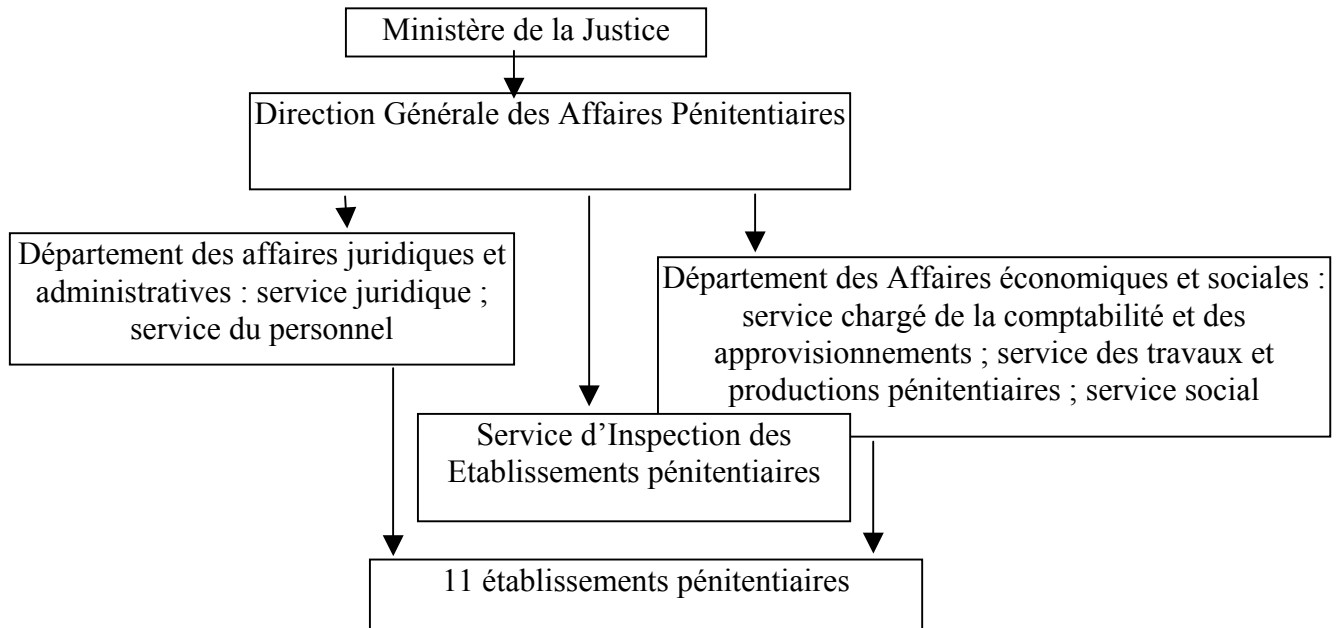 Ministère de la Justice
Direction Générale des Affaires Pénitentiaires
Département des affaires juridiques et
administratives : service juridique ;
service du personnel
Département des Affaires économiques et sociales :
service chargé de la comptabilité et des
approvisionnements ; service des travaux et
productions pénitentiaires ; service social
Service d’Inspection des
Etablissements pénitentiaires
11 établissements pénitentiaires